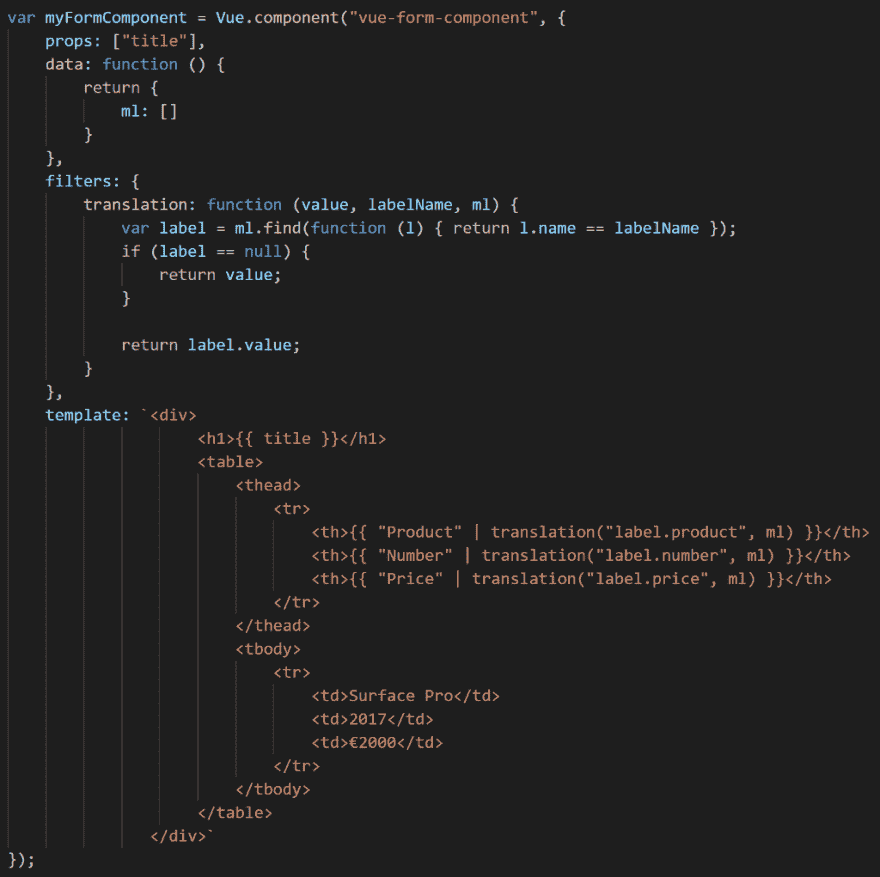 var myFormComponent = Vue.component("vue-form-component", {
    props: ["title"],
    data: function () {
        return {
            ml: []
        }
    },
    filters: {
        translation: function (value, labelName, ml) {
            var label = ml.find(function (l) { return l.name == labelName });
            if (label == null) {
                return value;
            }

            return label.value;
        }
    },
    template: `<div>
                    <h1>{{ title }}</h1>
                    <table>
                        <thead>
                            <tr>
                                <th>{{ "Product" | translation("label.product", ml) }}</th>
                                <th>{{ "Number" | translation("label.number", ml) }}</th>
                                <th>{{ "Price" | translation("label.price", ml) }}</th>
                            </tr>
                        </thead>
                        <tbody>
                            <tr>
                                <td>Surface Pro</td>
                                <td>2017</td>
                                <td>€2000</td>
                            </tr>
                        </tbody>
                    </table>
               </div>`
});